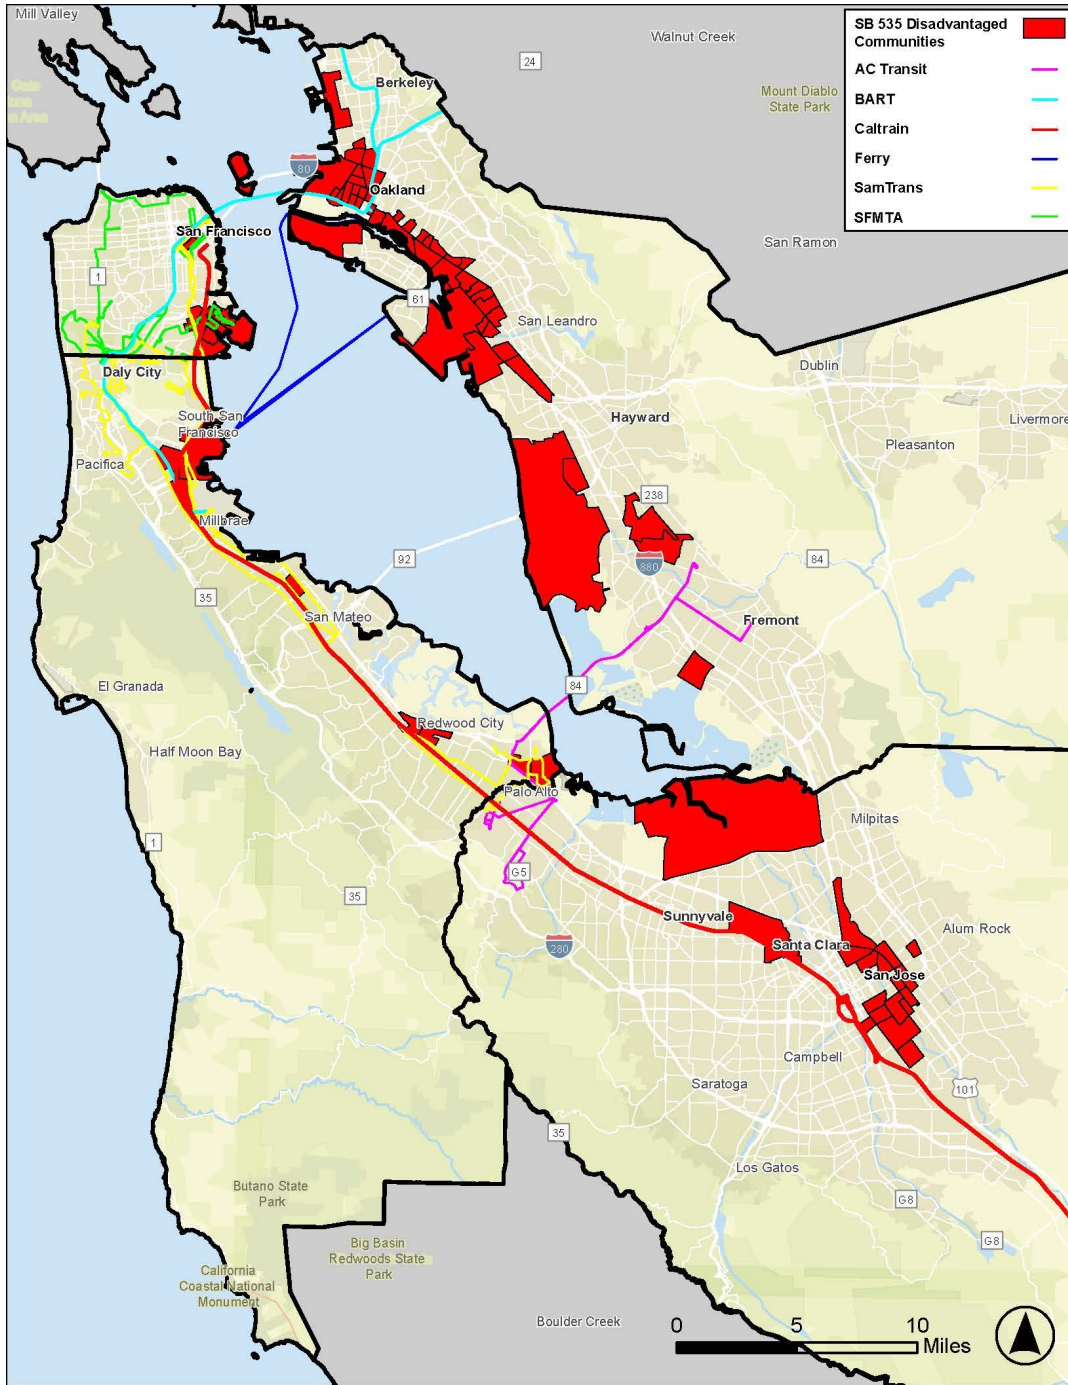 Mill Valley
Walnut Creek
24
Mount Diablo
State Park
Berkeley
80
Oakland
San Francisco
1
San Ramon
61
San Leandro
Daly City
Dublin
South San
Francisco
Hayward
Livermore
Pleasanton
Pacifica
238
Millbrae
92
880
84
35
San Mateo
Fremont
El Granada
84
Redwood City
Half Moon Bay
Palo Alto
Milpitas
1
G5
35
Sunnyvale
Alum Rock
280
Santa Clara
San Jose
Campbell
Saratoga
101
35
Los Gatos
Butano State
Park
G8
G8
Big Basin
Redwoods State
Park
California
Coastal National
Monument
Boulder Creek
SB 535 Disadvantaged
Communities
AC Transit
BART
Caltrain
Ferry
SamTrans
SFMTA
0 5 10
Miles